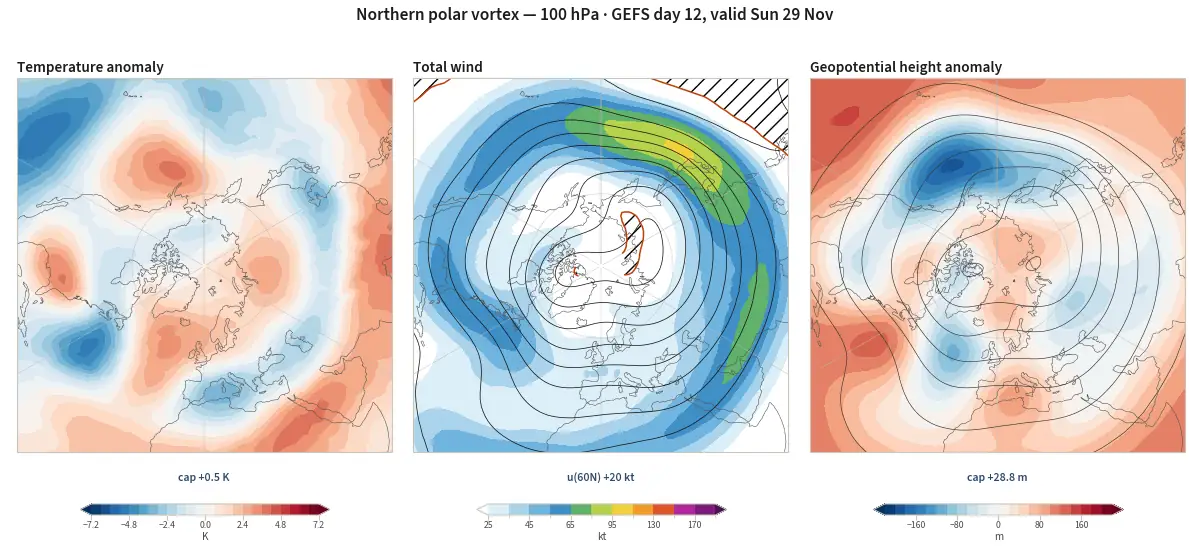 Northern polar vortex — 100 hPa · GEFS day 12, valid Sun 29 Nov
Temperature anomaly
Total wind
Geopotential height anomaly
cap +0.5 K
u(60N) +20 kt
cap +28.8 m
−7.2 −4.8 −2.4 0.0 2.4 4.8 7.2
K
25 45 65 95 130 170
kt
−160 −80 0 80 160
m